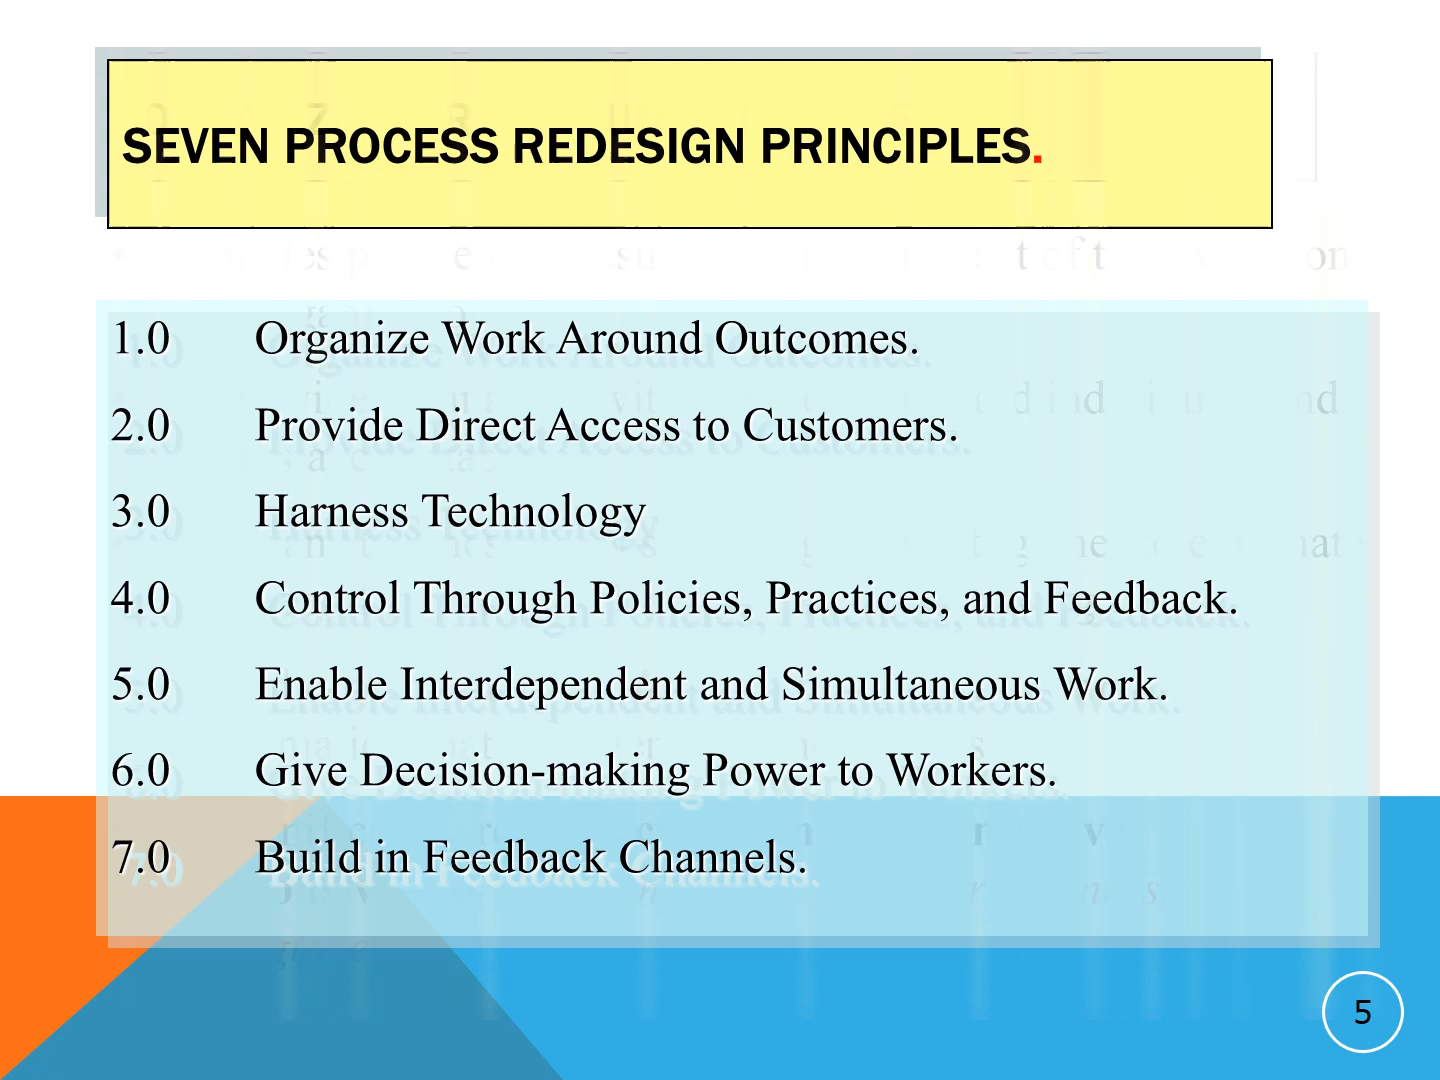 SEVEN PROCESS REDESIGN PRINCIPLES.
1.0 Organize Work Around Outcomes.
2.0 Provide Direct Access to Customers.
3.0 Harness Technology
4.0 Control Through Policies, Practices, and Feedback.
5.0 Enable Interdependent and Simultaneous Work.
6.0 Give Decision-making Power to Workers.
7.0 Build in Feedback Channels.
5